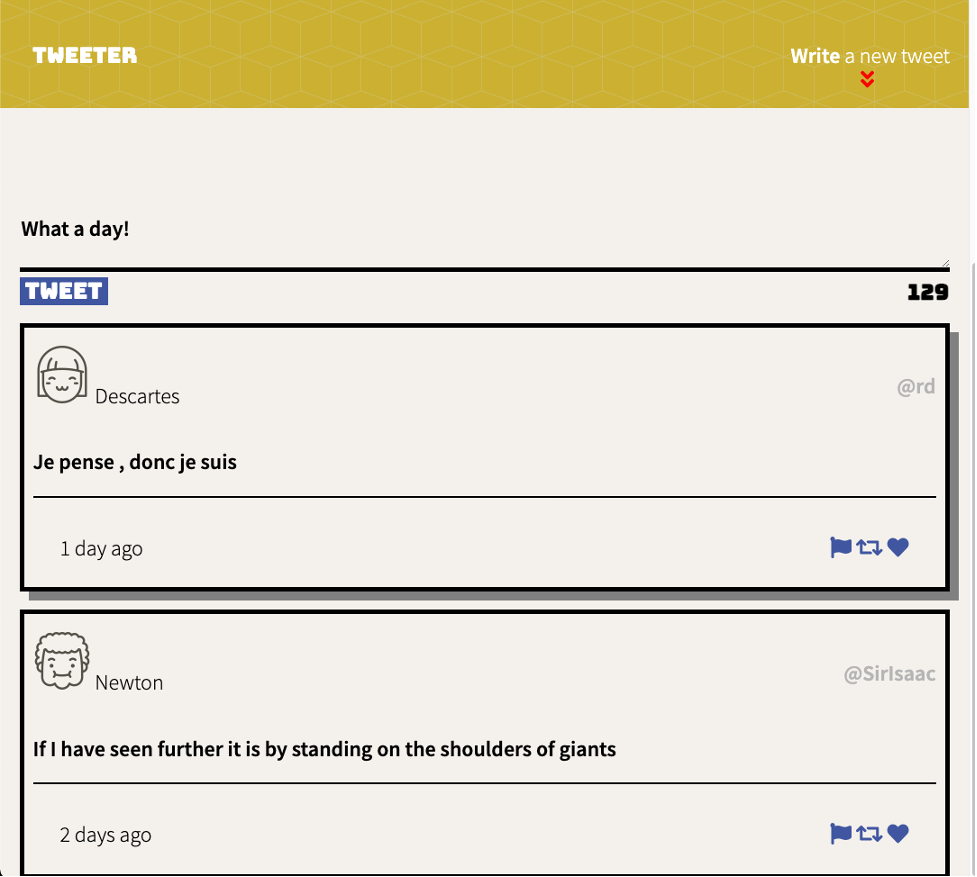 TWEETER
Write a new tweet
What a day!
TWEET
129
Descartes
@rd
Je pense , donc je suis
1 day ago
Newton
@SirIsaac
If I have seen further it is by standing on the shoulders of giants
2 days ago